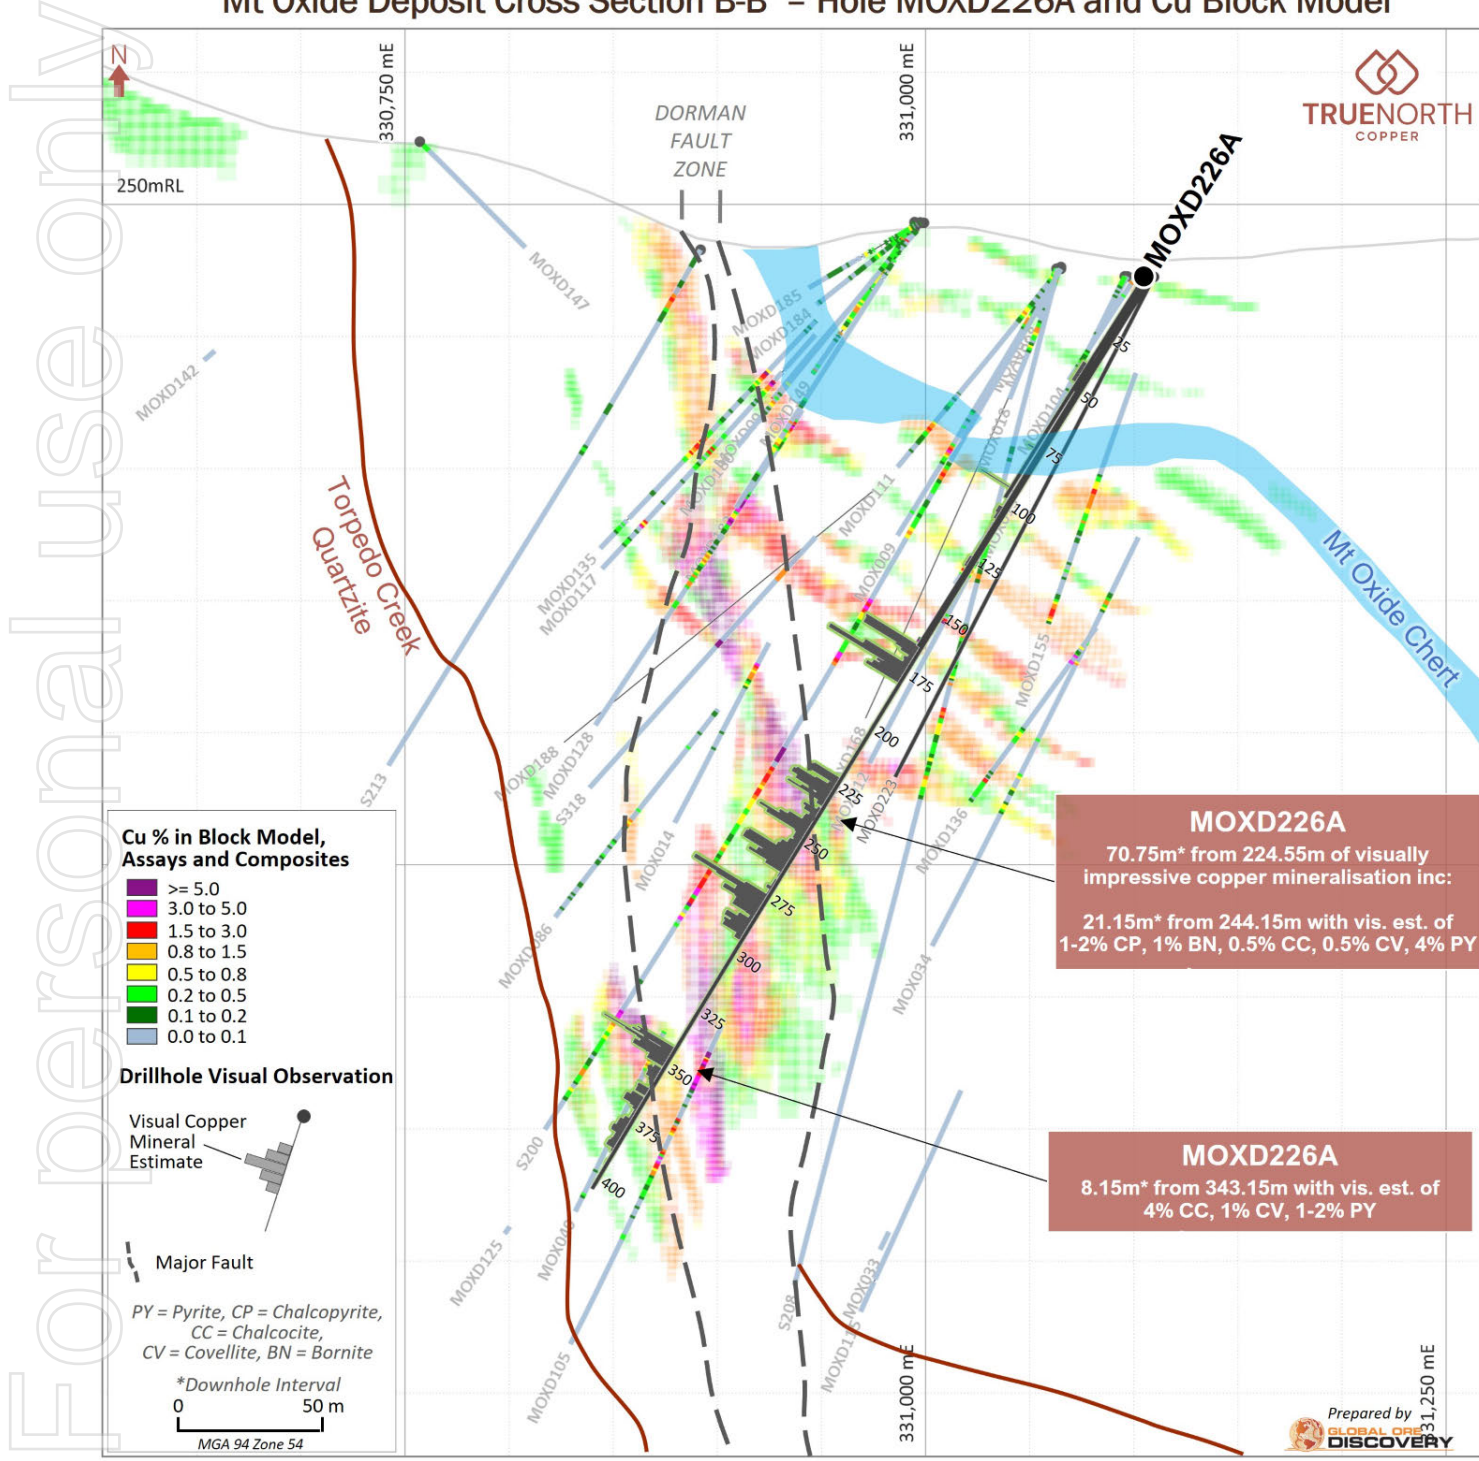 Mt Oxide Deposit Cross Section B-B' – Hole MOXD226A and Cu Block Model
For personal use only
N
330,750 mE
331,000 mE
DORMAN
FAULT
ZONE
TRUENORTH
COPPER
MOXD226A
250mRL
MOXD147
MOXD142
MOXD185
MOXD184
MOXD104
MOX018
MOXD111
MOX009
MOXD135
MOXD117
MOXD155
Torpedo Creek
Quartzite
Mt Oxide Chert
25
50
75
100
125
150
175
200
225
250
275
300
325
350
375
400
S213
MOXD188
MOXD128
S318
MOX014
MOXD086
MOXD223
MOXD136
MOX034
S200
MOXD125
MOXD105
S208
MOX033
MOXD115
MOXD226A
70.75m* from 224.55m of visually
impressive copper mineralisation inc:
21.15m* from 244.15m with vis. est. of
1-2% CP, 1% BN, 0.5% CC, 0.5% CV, 4% PY
MOXD226A
8.15m* from 343.15m with vis. est. of
4% CC, 1% CV, 1-2% PY
Cu % in Block Model,
Assays and Composites
>= 5.0
3.0 to 5.0
1.5 to 3.0
0.8 to 1.5
0.5 to 0.8
0.2 to 0.5
0.1 to 0.2
0.0 to 0.1
Drillhole Visual Observation
Visual Copper
Mineral
Estimate
Major Fault
PY = Pyrite, CP = Chalcopyrite,
CC = Chalcocite,
CV = Covellite, BN = Bornite
*Downhole Interval
0 50 m
MGA 94 Zone 54
331,000 mE
331,250 mE
Prepared by
GLOBAL ORE
DISCOVERY